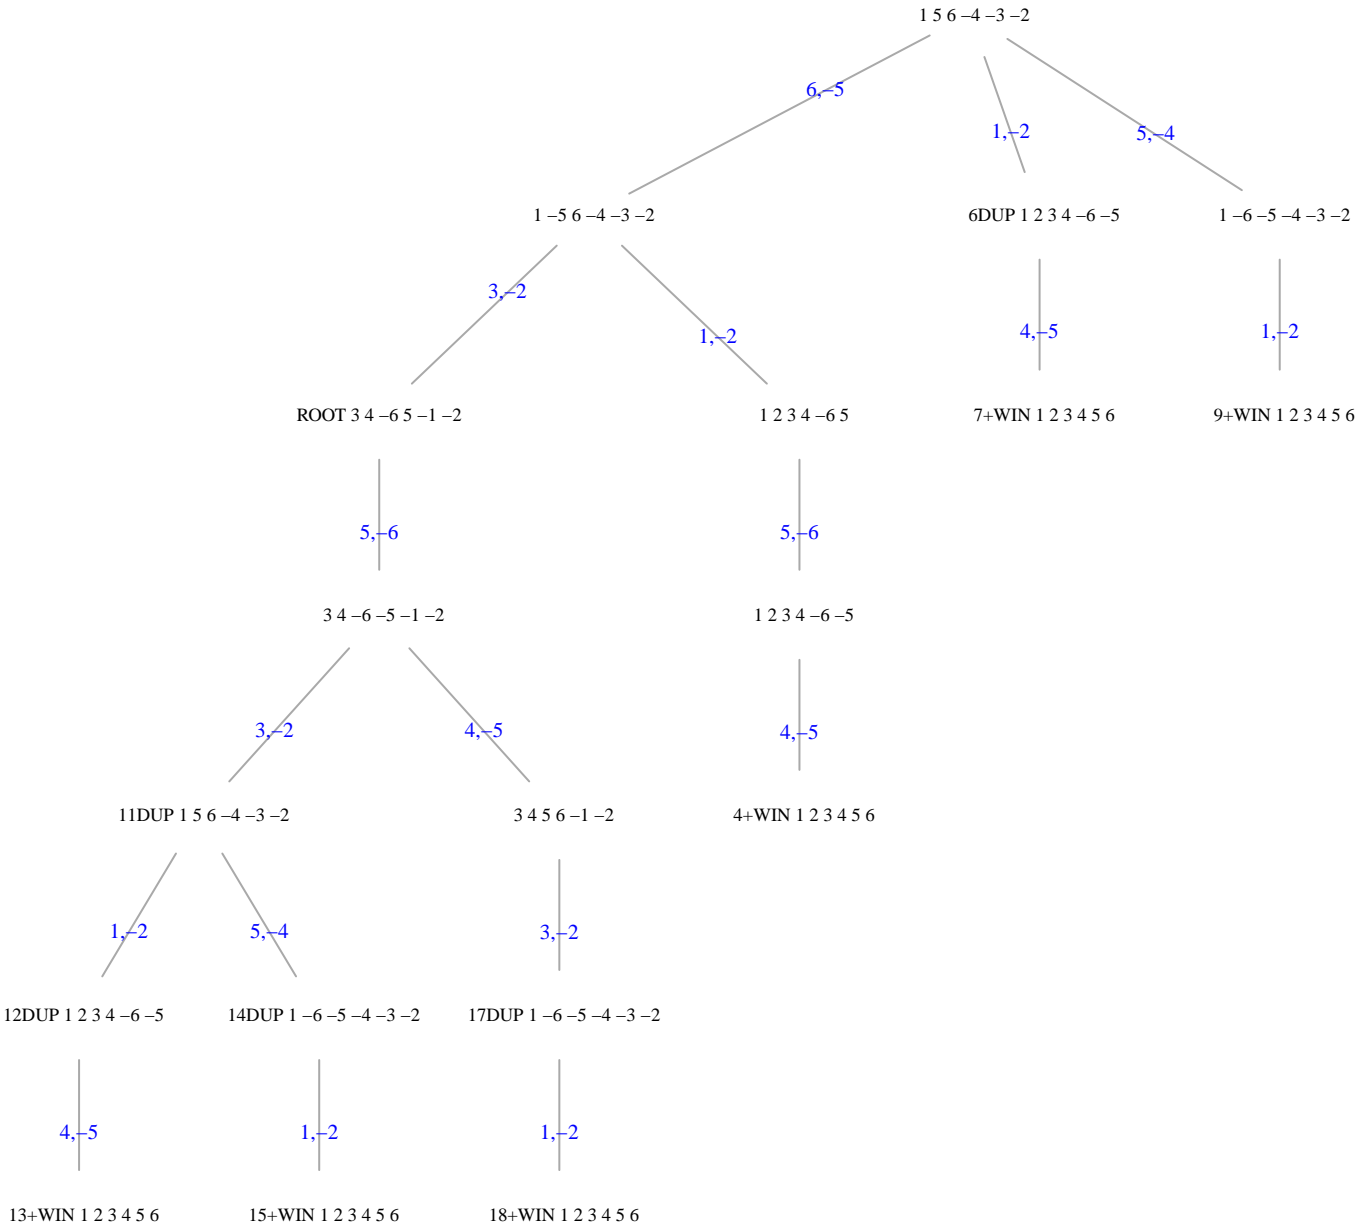 1 5 6 –4 –3 –2
6,–5
1,–2
5,–4
1 –5 6 –4 –3 –2
6DUP 1 2 3 4 –6 –5
1 –6 –5 –4 –3 –2
3,–2
1,–2
4,–5
1,–2
ROOT 3 4 –6 5 –1 –2
1 2 3 4 –6 5
7+WIN 1 2 3 4 5 6
9+WIN 1 2 3 4 5 6
5,–6
5,–6
3 4 –6 –5 –1 –2
1 2 3 4 –6 –5
3,–2
4,–5
4,–5
11DUP 1 5 6 –4 –3 –2
3 4 5 6 –1 –2
4+WIN 1 2 3 4 5 6
1,–2
5,–4
3,–2
12DUP 1 2 3 4 –6 –5
14DUP 1 –6 –5 –4 –3 –2
17DUP 1 –6 –5 –4 –3 –2
4,–5
1,–2
1,–2
13+WIN 1 2 3 4 5 6
15+WIN 1 2 3 4 5 6
18+WIN 1 2 3 4 5 6